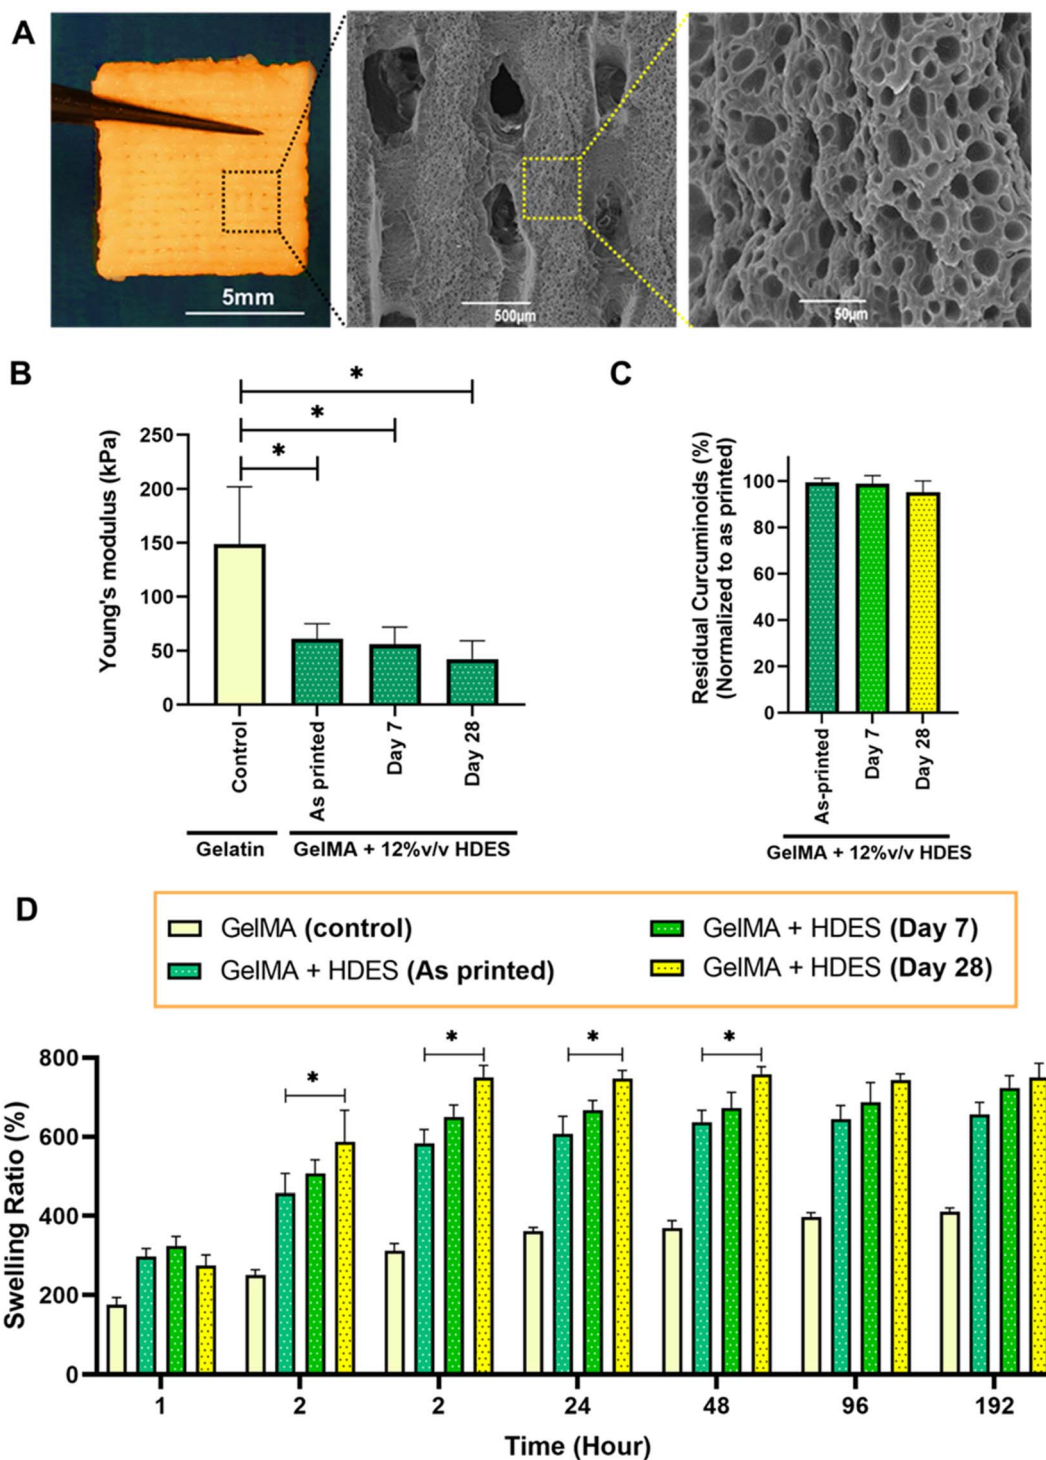 A
5mm
500µm
50µm
B
C
Young's modulus (kPa)
250
200
150
100
50
0
*
*
*
Control
As printed
Day 7
Day 28
Gelatin
GelMA + 12%v/v HDES
Residual Curcuminoids (%)
(Normalized to as printed)
100
80
60
40
20
0
As-printed
Day 7
Day 28
GelMA + 12%v/v HDES
D
GelMA (control)
GelMA + HDES (As printed)
GelMA + HDES (Day 7)
GelMA + HDES (Day 28)
Swelling Ratio (%)
800
600
400
200
0
*
*
*
*
1
2
2
24
48
96
192
Time (Hour)